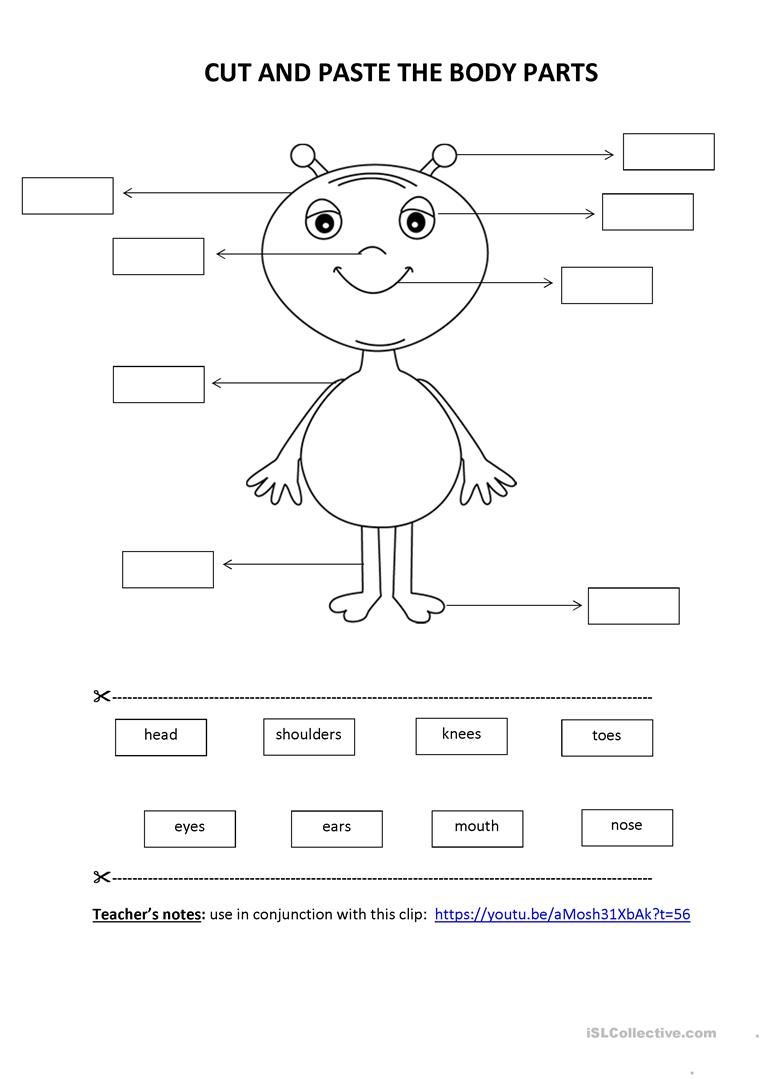 CUT AND PASTE THE BODY PARTS
head shoulders knees toes
eyes ears mouth nose
Teacher's notes: use in conjunction with this clip: https://youtu.be/aMosh31XbAk?t=56
iSLCollective.com